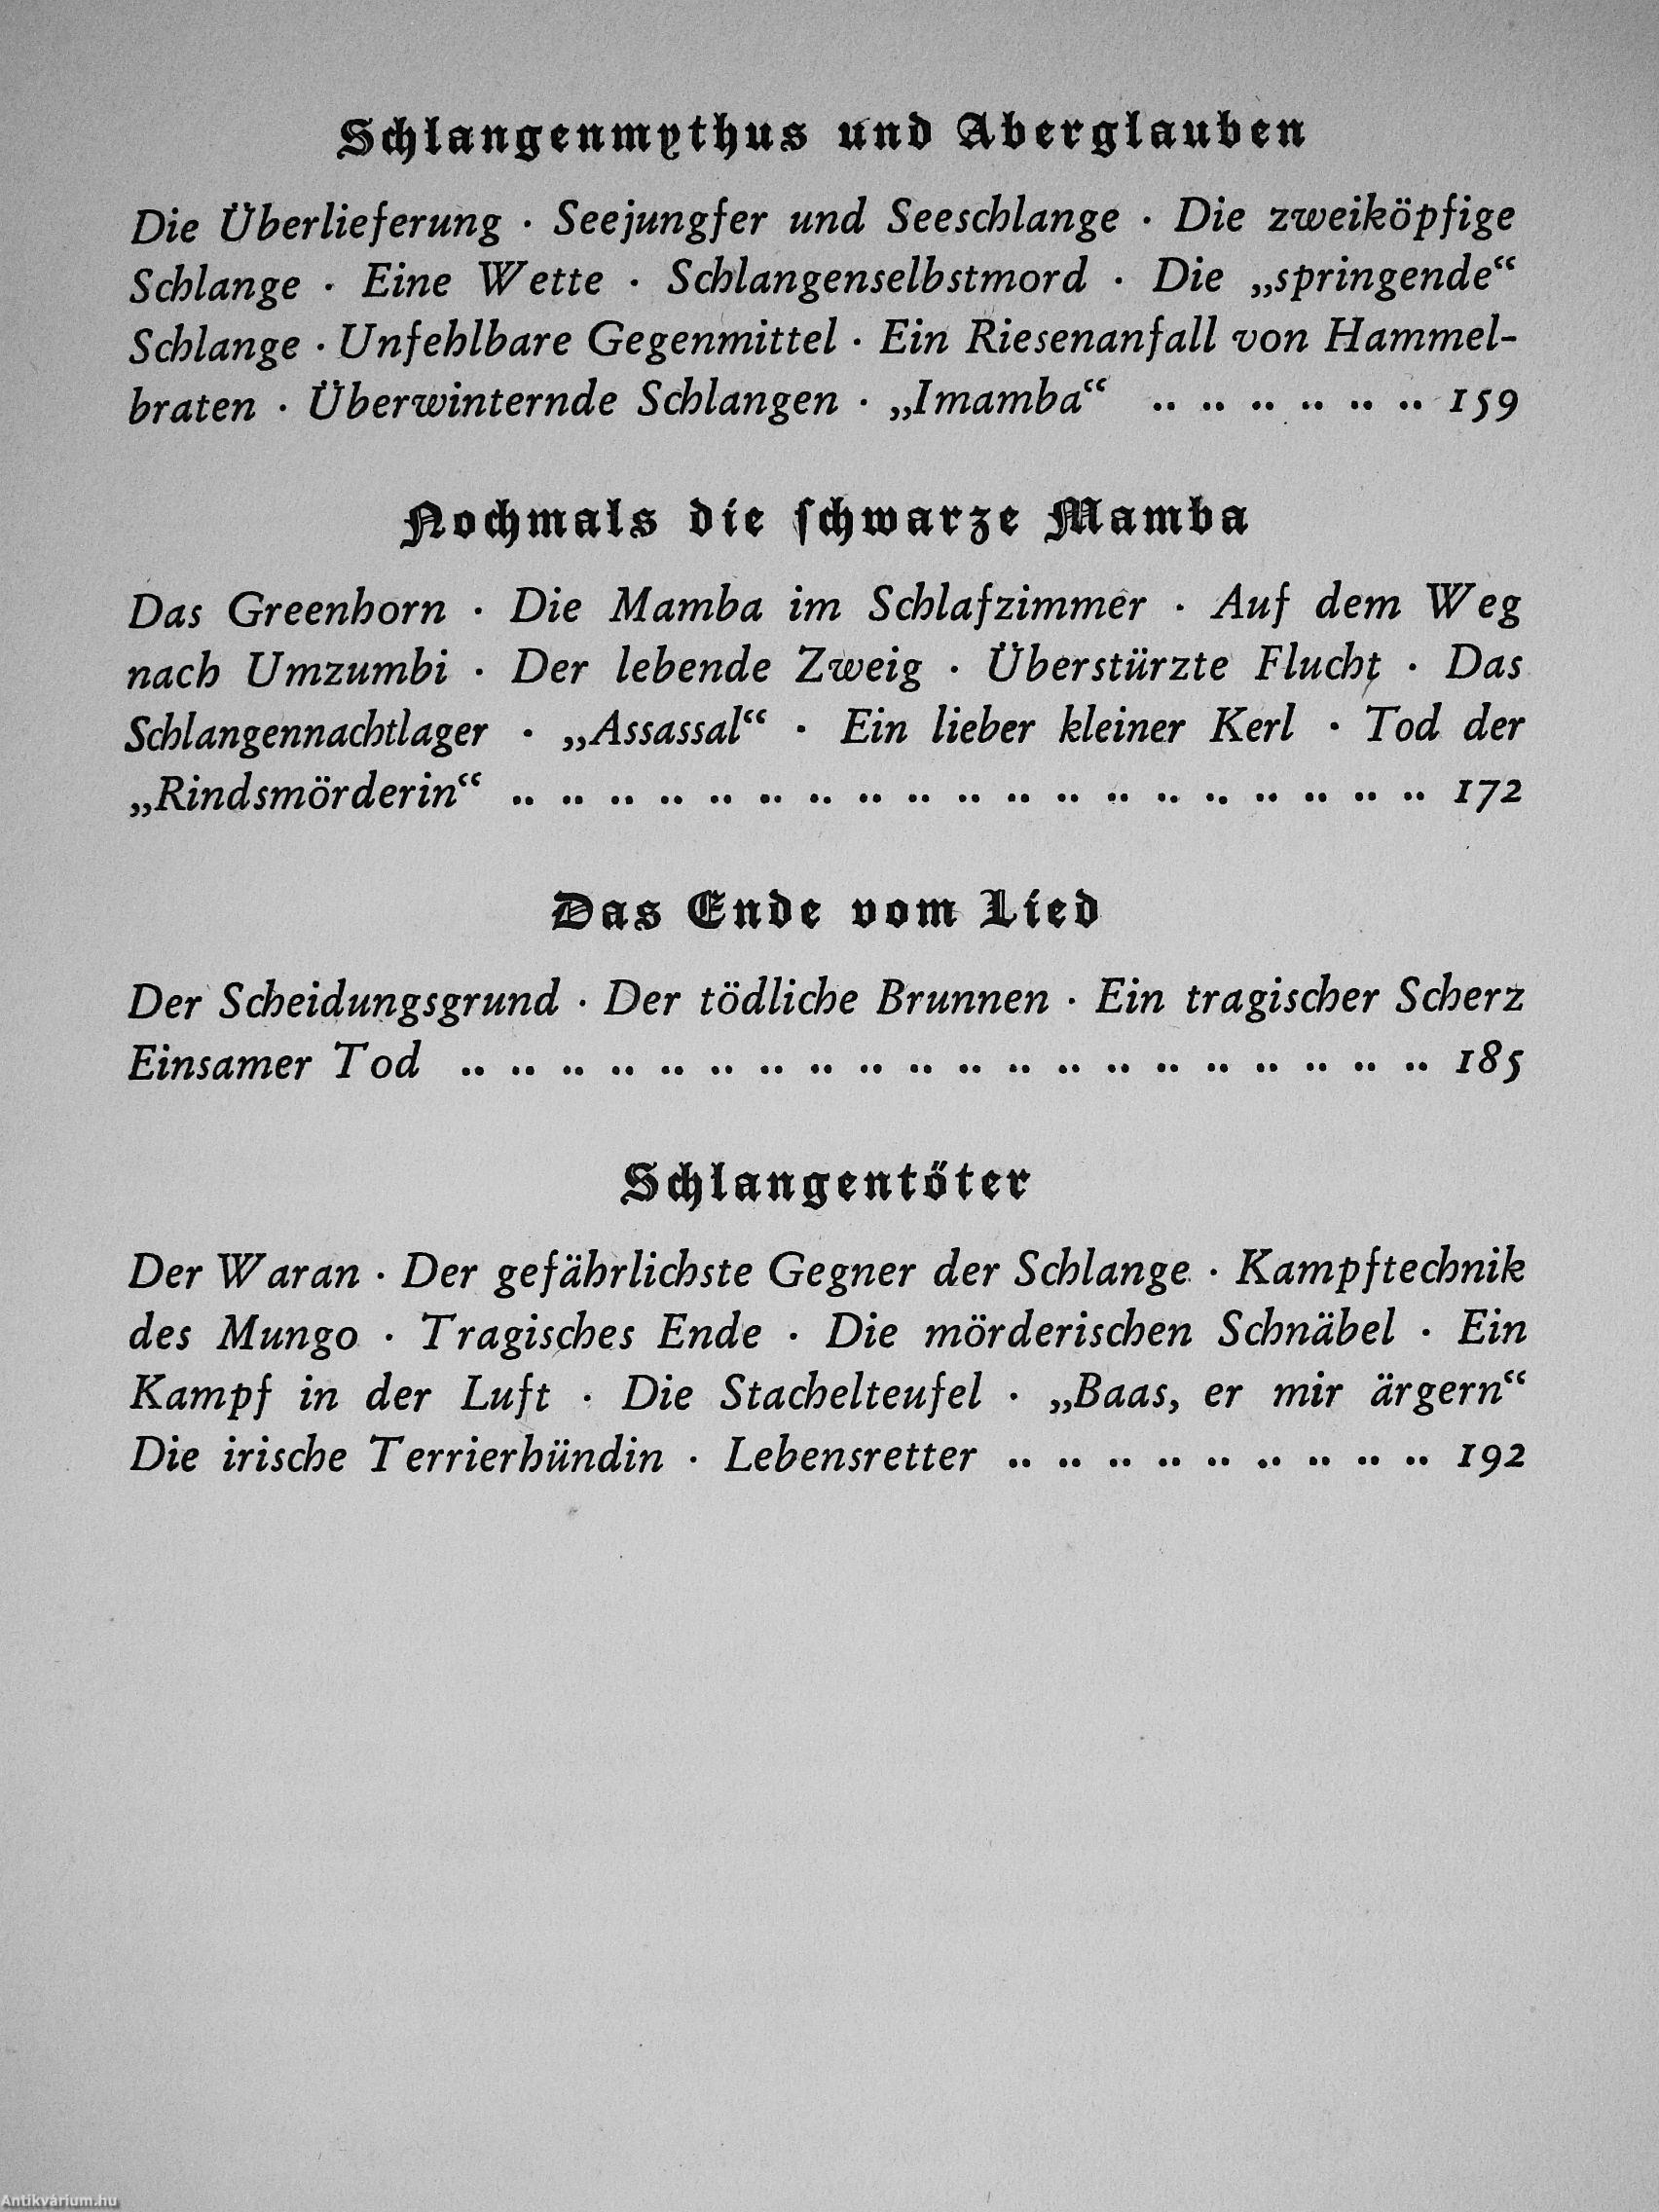 Schlangenmythus und Aberglauben
Die Überlieferung · Seejungfer und Seeschlange · Die zweiköpfige
Schlange · Eine Wette · Schlangenselbstmord · Die „springende“
Schlange · Unfehlbare Gegenmittel · Ein Riesenanfall von Hammel-
braten · Überwinternde Schlangen · „Imamba“ .. .. .. .. .. .. 159
Nochmals die ſchwarze Mamba
Das Greenhorn · Die Mamba im Schlafzimmer · Auf dem Weg
nach Umzumbi · Der lebende Zweig · Überstürzte Flucht · Das
Schlangennachtlager · „Assassal“ · Ein lieber kleiner Kerl · Tod der
„Rindsmörderin“ .. .. .. .. .. .. .. .. .. .. .. .. .. .. .. .. .. .. .. 172
Das Ende vom Lied
Der Scheidungsgrund · Der tödliche Brunnen · Ein tragischer Scherz
Einsamer Tod .. .. .. .. .. .. .. .. .. .. .. .. .. .. .. .. .. .. .. .. 185
Schlangentöter
Der Waran · Der gefährlichste Gegner der Schlange · Kampftechnik
des Mungo · Tragisches Ende · Die mörderischen Schnäbel · Ein
Kampf in der Luft · Die Stachelteufel · „Baas, er mir ärgern“
Die irische Terrierhündin · Lebensretter .. .. .. .. .. .. .. .. .. 192
Antikvárium.hu